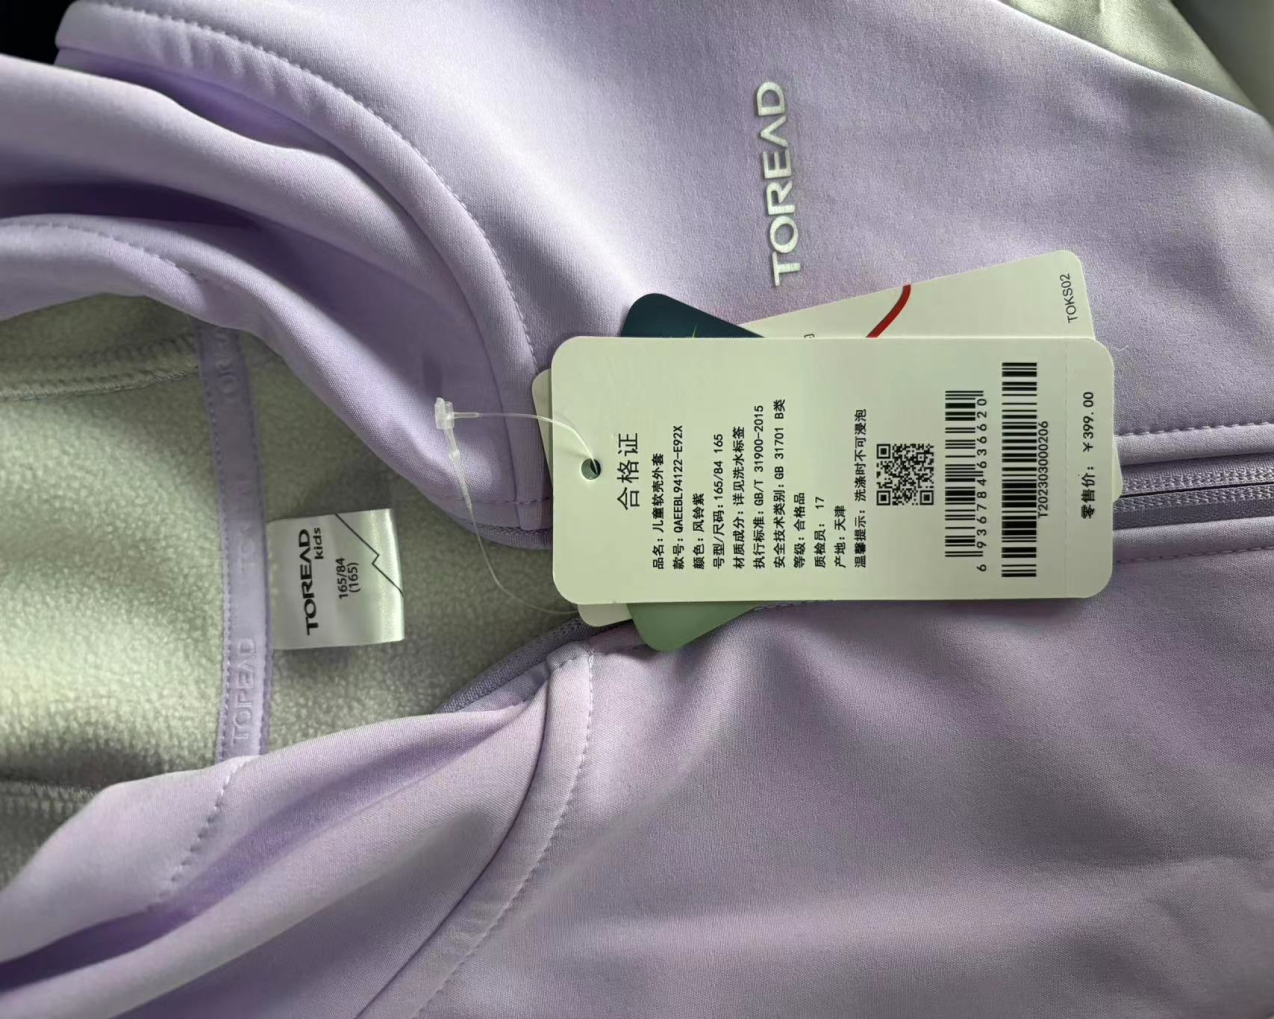 TOREAD
TOREAD
kids
165/84
(165)
TOREAD
合格证
品名: 儿童软壳外套
款号: QAEEBL94122-E92X
颜色: 风铃紫
号型/尺码: 165/84 165
材质成分: 详见洗水标签
执行标准: GB/T 31900-2015
安全技术类别: GB 31701 B类
等级: 合格品
质检员: 17
产地: 天津
温馨提示: 洗涤时不可浸泡
6 936784 636620
T2023030000206
零售价: ¥399.00
TOKS02